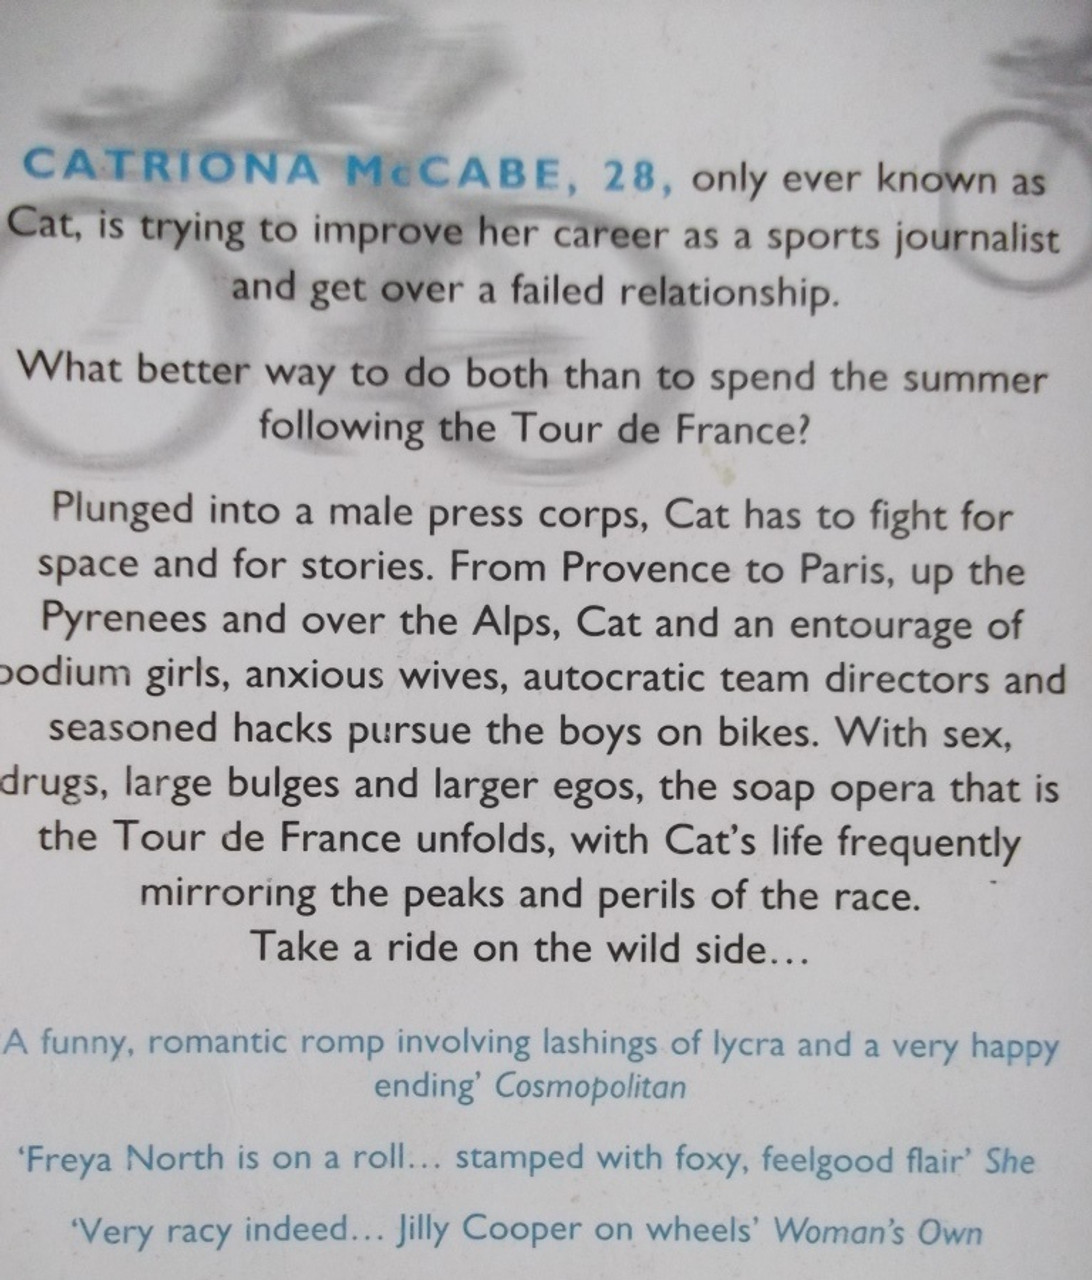 CATRIONA McCABE, 28, only ever known as
Cat, is trying to improve her career as a sports journalist
and get over a failed relationship.
What better way to do both than to spend the summer
following the Tour de France?
Plunged into a male press corps, Cat has to fight for
space and for stories. From Provence to Paris, up the
Pyrenees and over the Alps, Cat and an entourage of
podium girls, anxious wives, autocratic team directors and
seasoned hacks pursue the boys on bikes. With sex,
drugs, large bulges and larger egos, the soap opera that is
the Tour de France unfolds, with Cat's life frequently
mirroring the peaks and perils of the race.
Take a ride on the wild side...
A funny, romantic romp involving lashings of lycra and a very happy
ending' Cosmopolitan
'Freya North is on a roll... stamped with foxy, feelgood flair' She
'Very racy indeed... Jilly Cooper on wheels' Woman's Own